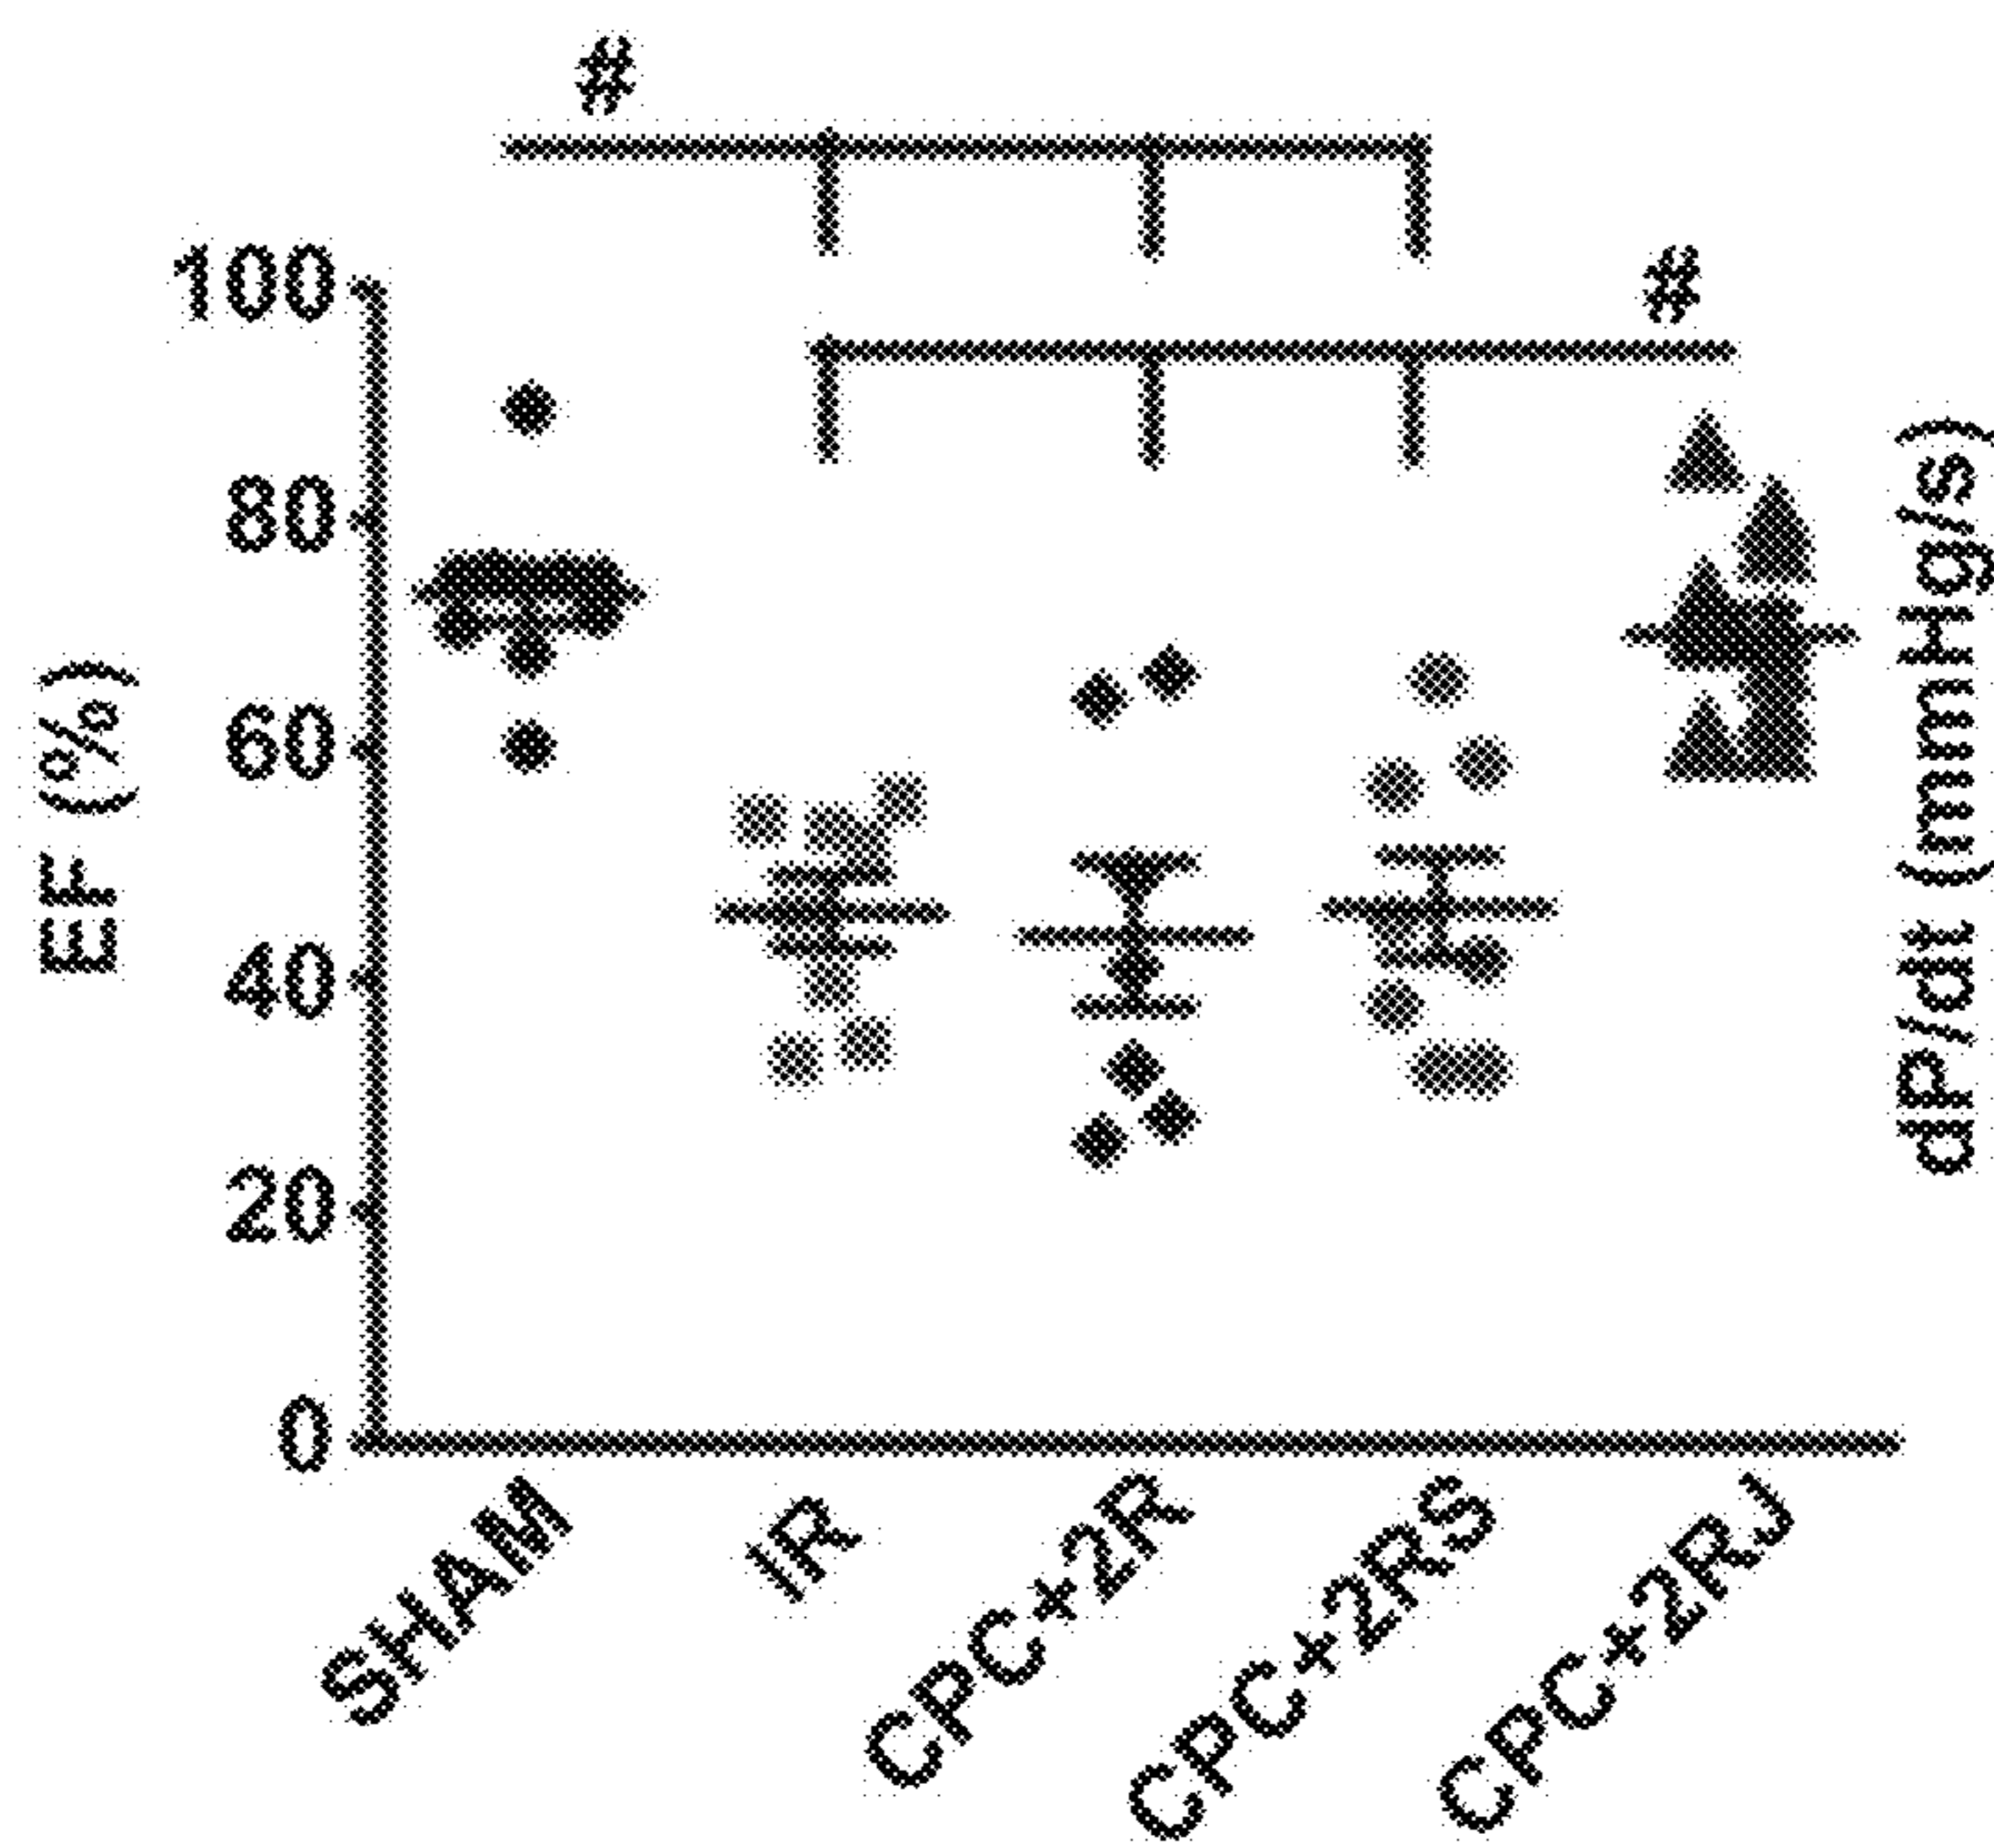 #
#
100
80
60
40
20
0
EF (%)
dP/dt (mmHg/s)
SHAM
IR
CPC+2R
CPC+2RS
CPC+2RJ